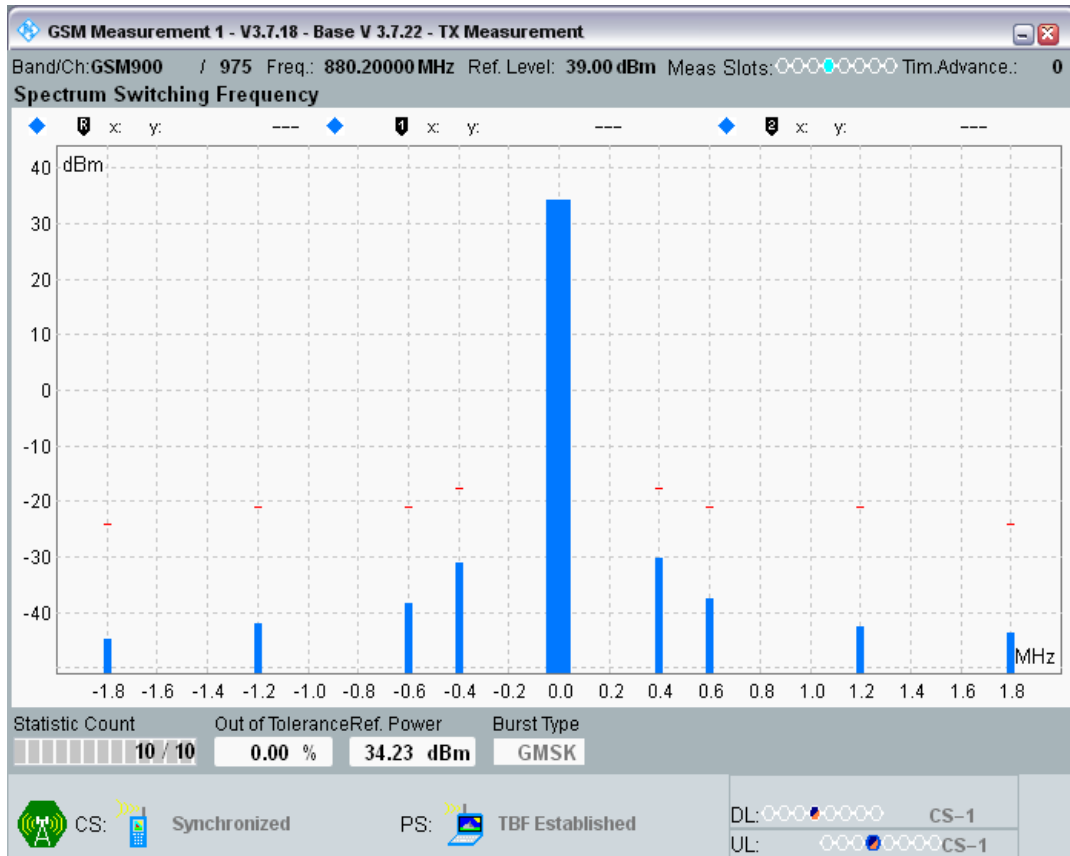 GSM Measurement 1 - V3.7.18 - Base V 3.7.22 - TX Measurement
Band/Ch:GSM900 / 975 Freq.: 880.20000 MHz Ref. Level: 39.00 dBm Meas Slots: Tim.Advance.: 0
Spectrum Switching Frequency
R x: y: --- 1 x: y: --- 2 x: y: ---
dBm
40
30
20
10
0
-10
-20
-30
-40
MHz
-1.8 -1.6 -1.4 -1.2 -1.0 -0.8 -0.6 -0.4 -0.2 0.0 0.2 0.4 0.6 0.8 1.0 1.2 1.4 1.6 1.8
Statistic Count Out of Tolerance Ref. Power Burst Type
10 / 10 0.00 % 34.23 dBm GMSK
CS: Synchronized PS: TBF Established DL: CS-1
UL: CS-1